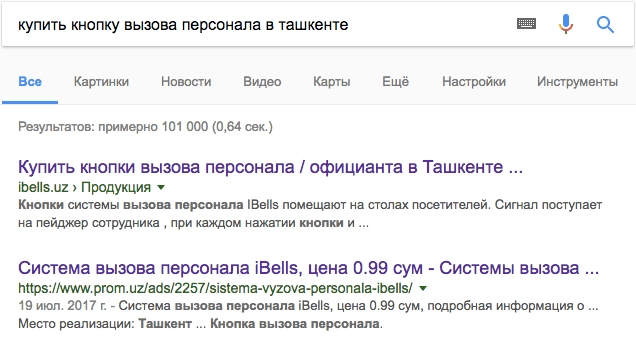 купить кнопку вызова персонала в ташкенте
Все Картинки Новости Видео Карты Ещё Настройки Инструменты
Результатов: примерно 101 000 (0,64 сек.)
Купить кнопки вызова персонала / официанта в Ташкенте ...
ibells.uz › Продукция
Кнопки системы вызова персонала IBells помещают на столах посетителей. Сигнал поступает
на пейджер сотрудника , при каждом нажатии кнопки и ...
Система вызова персонала iBells, цена 0.99 сум - Системы вызова ...
https://www.prom.uz/ads/2257/sistema-vyzova-personala-ibells/
19 июл. 2017 г. - Система вызова персонала iBells, цена 0.99 сум, подробная информация о ...
Место реализации: Ташкент ... Кнопка вызова персонала.